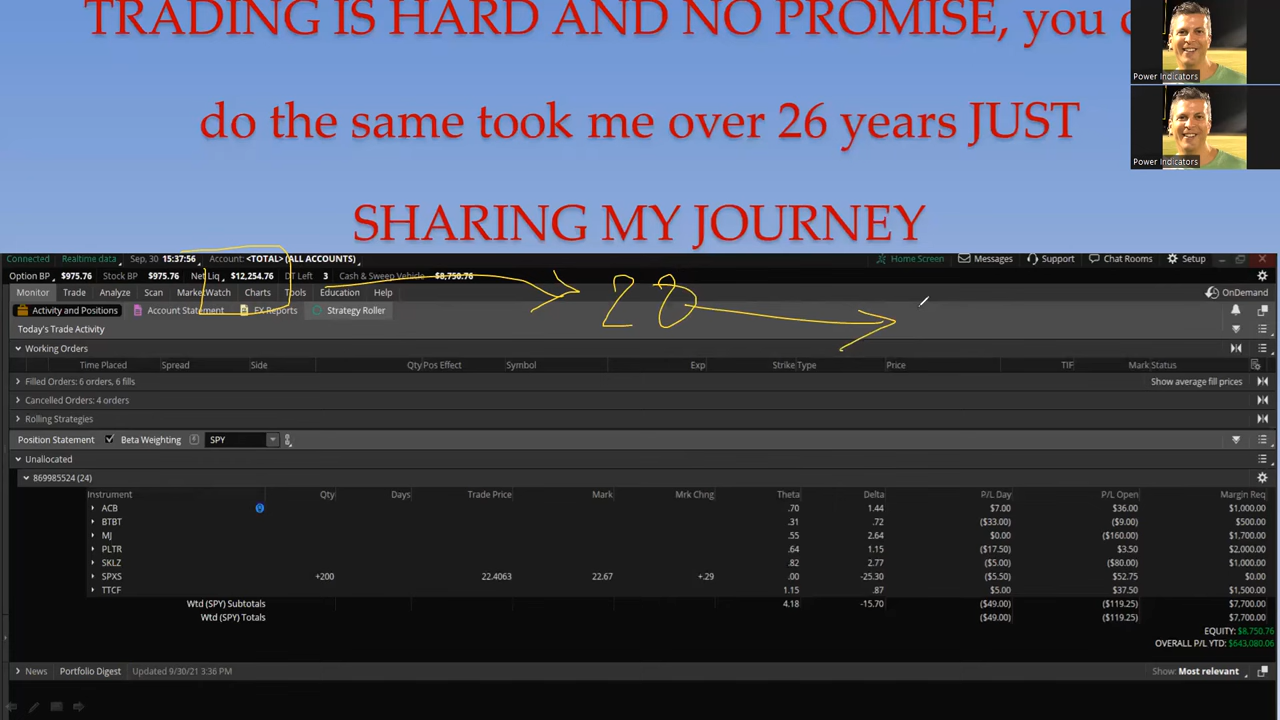 TRADING IS HARD AND NO PROMISE, you
do the same took me over 26 years JUST
SHARING MY JOURNEY
Power Indicators
Power Indicators
Connected Realtime data Sep, 30 15:37:56 Account: <TOTAL> (ALL ACCOUNTS) Home Screen Messages Support Chat Rooms Setup
Option BP $975.76 Stock BP $975.76 Net Liq $12,254.76 DT Left 3 Cash & Sweep Vehicle $8,750.76
Monitor Trade Analyze Scan MarketWatch Charts Tools Education Help OnDemand
28
Activity and Positions Account Statement FX Reports Strategy Roller
Today's Trade Activity
Working Orders
Time Placed Spread Side Qty Pos Effect Symbol Exp Strike Type Price TIF Mark Status
Filled Orders: 6 orders, 6 fills Show average fill prices
Cancelled Orders: 4 orders
Rolling Strategies
Position Statement Beta Weighting SPY
Unallocated
869985524 (24)
Instrument Qty Days Trade Price Mark Mrk Chng Theta Delta P/L Day P/L Open Margin Req
ACB .70 1.44 $7.00 $36.00 $1,000.00
BTBT .31 .72 ($33.00) ($9.00) $500.00
MJ .55 2.64 $0.00 ($160.00) $1,700.00
PLTR .64 1.15 ($17.50) $3.50 $2,000.00
SKLZ .82 2.77 ($5.00) ($80.00) $1,000.00
SPXS +200 22.4063 22.67 +.29 .00 -25.30 ($5.50) $52.75 $0.00
TTCF 1.15 .87 $5.00 $37.50 $1,500.00
Wtd (SPY) Subtotals 4.18 -15.70 ($49.00) ($119.25) $7,700.00
Wtd (SPY) Totals ($49.00) ($119.25) $7,700.00
EQUITY: $8,750.76
OVERALL P/L YTD: $643,080.06
News Portfolio Digest Updated 9/30/21 3:36 PM Show: Most relevant